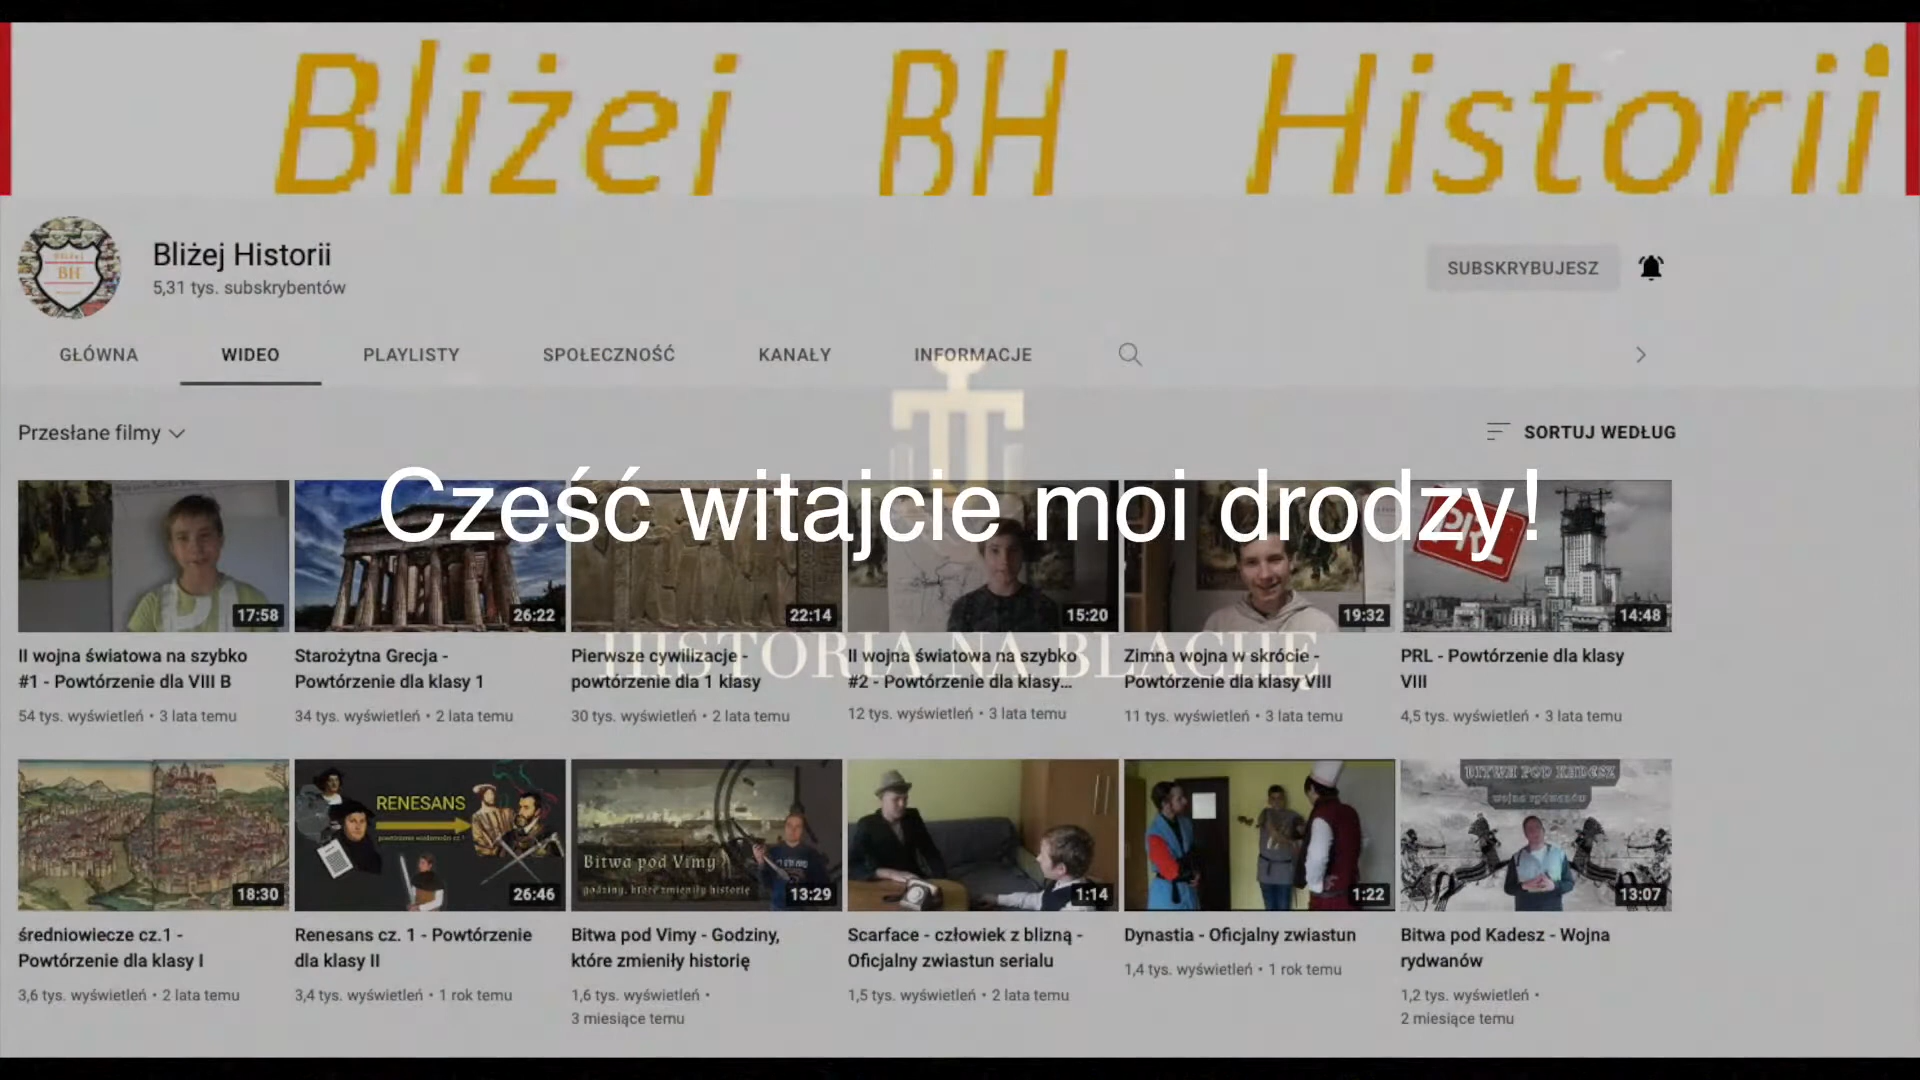 Bliżej BH Historii
Bliżej Historii
5,31 tys. subskrybentów
SUBSKRYBUJESZ
GŁÓWNA WIDEO PLAYLISTY SPOŁECZNOŚĆ KANAŁY INFORMACJE
Przesłane filmy
SORTUJ WEDŁUG
Cześć witajcie moi drodzy!
PRL
17:58 26:22 22:14 15:20 19:32 14:48
HISTORIA NA BLACHĘ
II wojna światowa na szybko
#1 - Powtórzenie dla VIII B
54 tys. wyświetleń • 3 lata temu
Starożytna Grecja -
Powtórzenie dla klasy 1
34 tys. wyświetleń • 2 lata temu
Pierwsze cywilizacje -
powtórzenie dla 1 klasy
30 tys. wyświetleń • 2 lata temu
II wojna światowa na szybko
#2 - Powtórzenie dla klasy...
12 tys. wyświetleń • 3 lata temu
Zimna wojna w skrócie -
Powtórzenie dla klasy VIII
11 tys. wyświetleń • 3 lata temu
PRL - Powtórzenie dla klasy
VIII
4,5 tys. wyświetleń • 3 lata temu
18:30
RENESANS
26:46
Bitwa pod Vimy
godziny, które zmieniły historię
13:29
1:14
1:22
BITWA POD KADESZ
wojna rydwanów
13:07
średniowiecze cz.1 -
Powtórzenie dla klasy I
3,6 tys. wyświetleń • 2 lata temu
Renesans cz. 1 - Powtórzenie
dla klasy II
3,4 tys. wyświetleń • 1 rok temu
Bitwa pod Vimy - Godziny,
które zmieniły historię
1,6 tys. wyświetleń •
3 miesiące temu
Scarface - człowiek z blizną -
Oficjalny zwiastun serialu
1,5 tys. wyświetleń • 2 lata temu
Dynastia - Oficjalny zwiastun
1,4 tys. wyświetleń • 1 rok temu
Bitwa pod Kadesz - Wojna
rydwanów
1,2 tys. wyświetleń •
2 miesiące temu